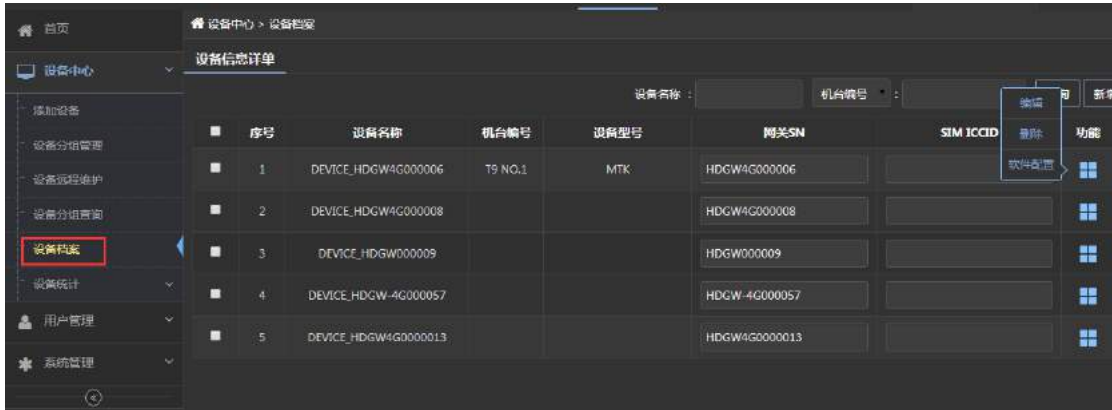 首页
设备中心
添加设备
设备分组管理
设备远程维护
设备分组查询
设备档案
设备统计
用户管理
系统管理
设备中心 > 设备档案
设备信息详单
设备名称 : 机台编号 : 询 新增
序号 设备名称 机台编号 设备型号 网关SN SIM ICCID 功能
编辑
删除
软件配置
1 DEVICE_HDGW4G000006 T9 NO.1 MTK HDGW4G000006
2 DEVICE_HDGW4G000008 HDGW4G000008
3 DEVICE_HDGW000009 HDGW000009
4 DEVICE_HDGW-4G000057 HDGW-4G000057
5 DEVICE_HDGW4G0000013 HDGW4G0000013